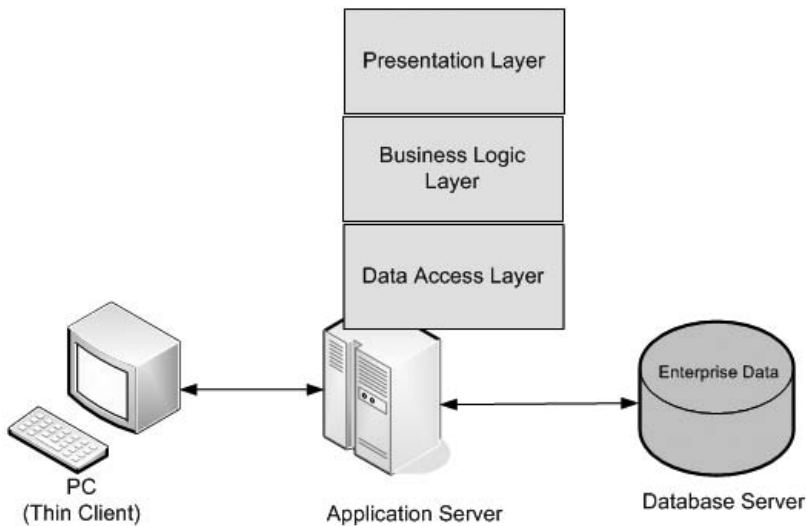 Presentation Layer
Business Logic
Layer
Data Access Layer
Enterprise Data
PC
(Thin Client)
Application Server
Database Server